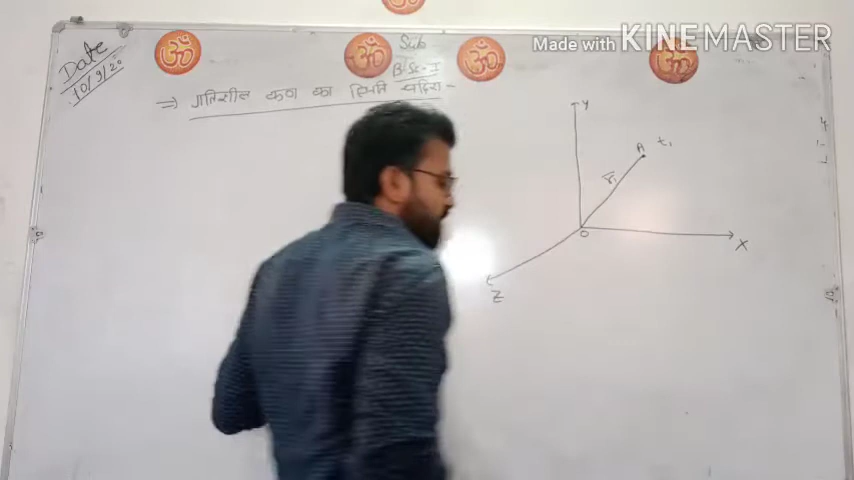 Made with KINEMASTER
Date
10/9/20
Sub
B.Sc-I
⇒ गतिशील कण का स्थिति सदिश -
Y
A t₁
r₁
O
X
Z